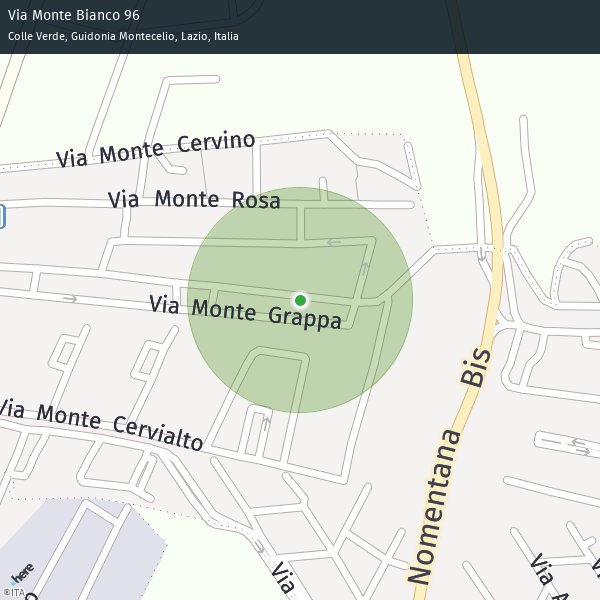 Via Monte Bianco 96
Colle Verde, Guidonia Montecelio, Lazio, Italia
Via Monte Cervino
Via Monte Rosa
Via Monte Grappa
Nomentana Bis
Via Monte Cervialto
Via
Via
here
©ITA